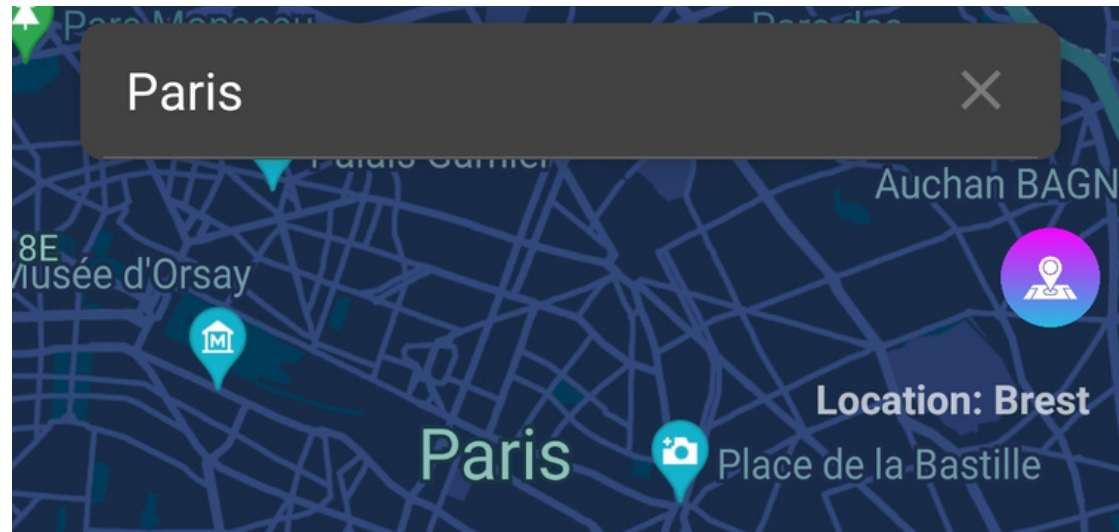 Paris
Auchan BAGN
8E
Musée d'Orsay
Location: Brest
Paris
Place de la Bastille